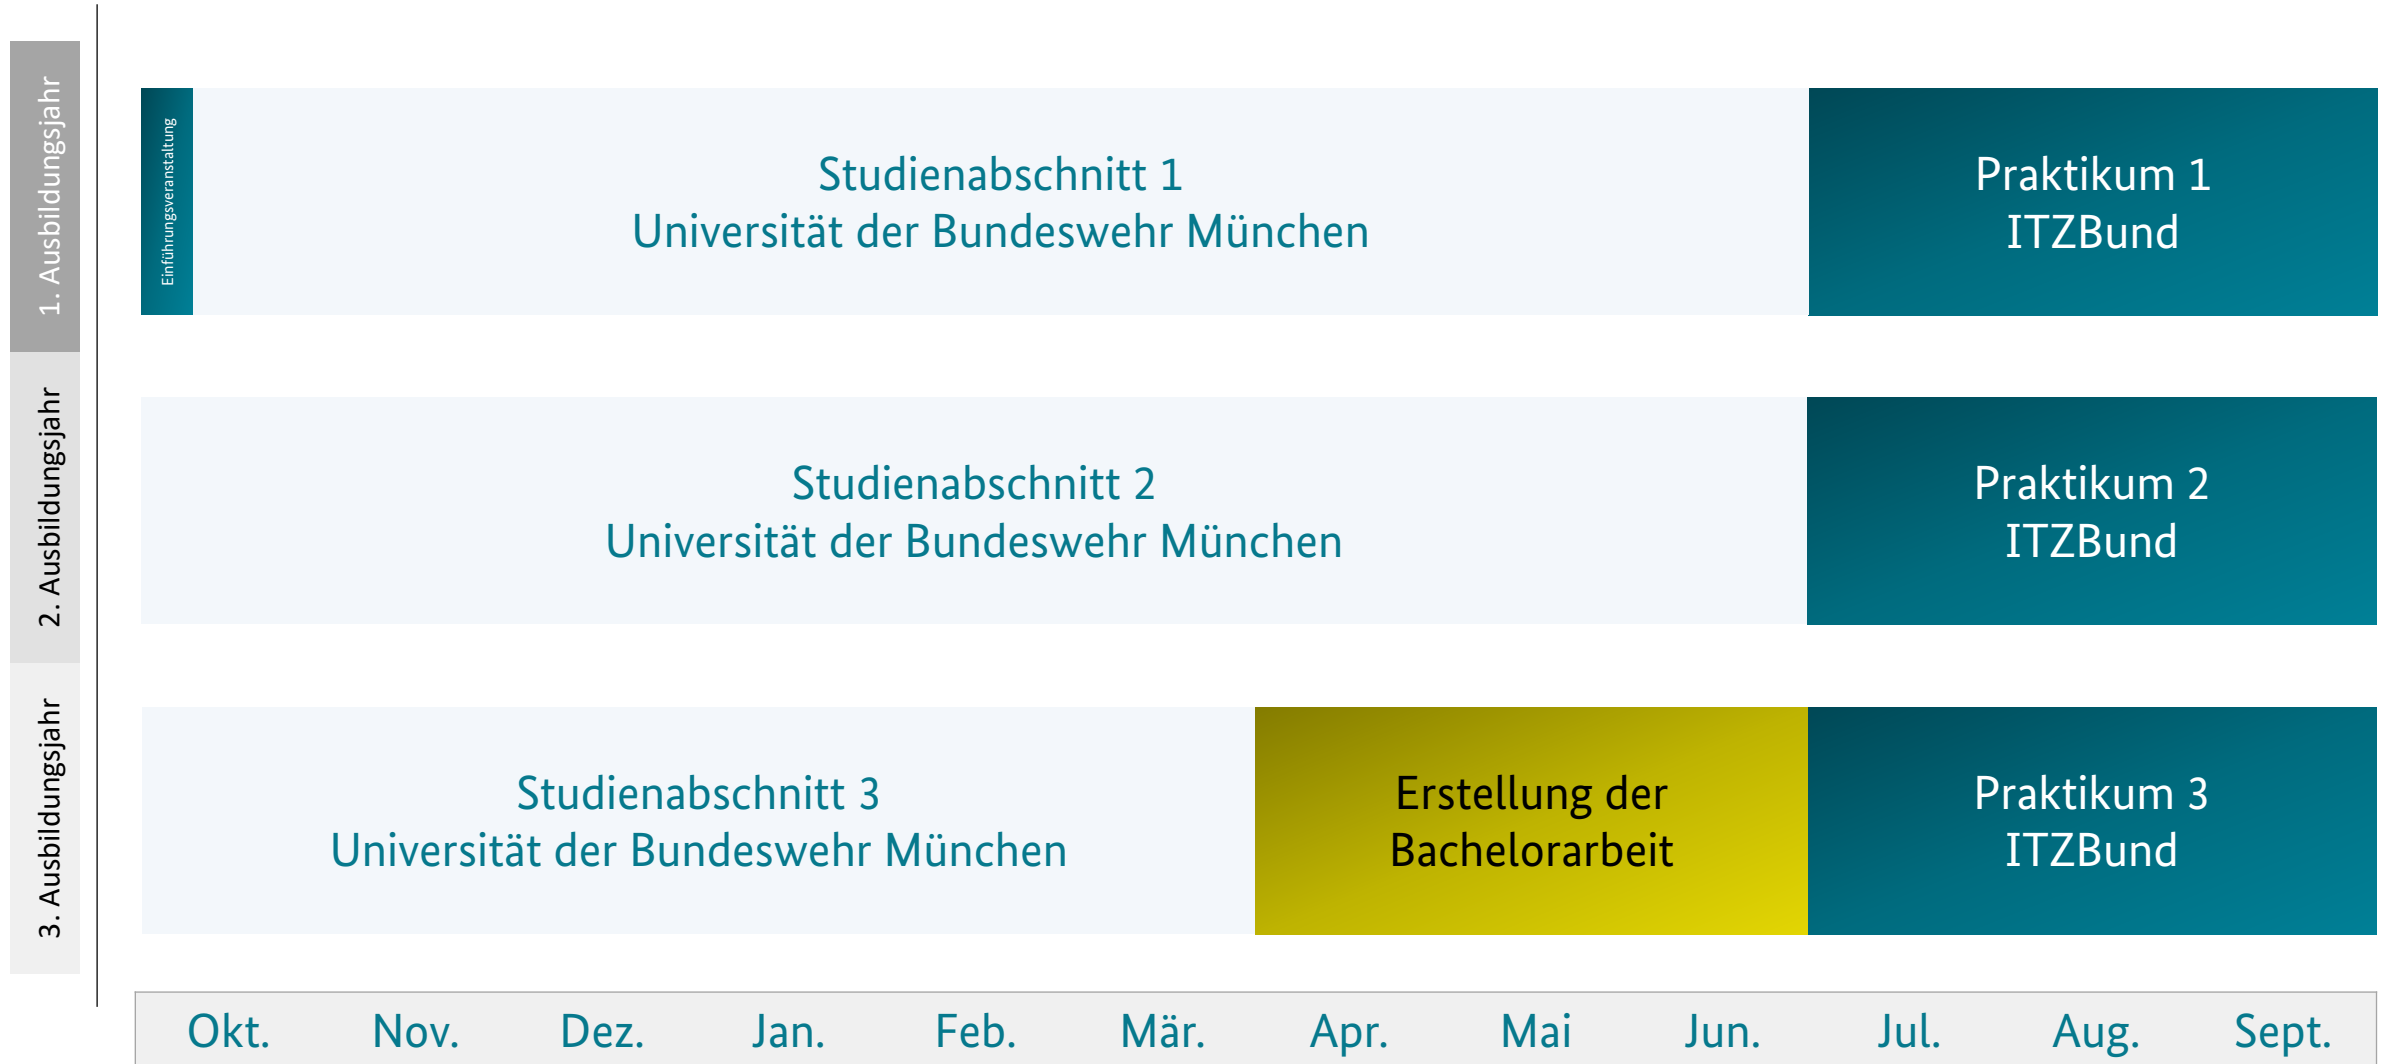 1. Ausbildungsjahr
Einführungsveranstaltung
Studienabschnitt 1
Universität der Bundeswehr München
Praktikum 1
ITZBund
2. Ausbildungsjahr
Studienabschnitt 2
Universität der Bundeswehr München
Praktikum 2
ITZBund
3. Ausbildungsjahr
Studienabschnitt 3
Universität der Bundeswehr München
Erstellung der
Bachelorarbeit
Praktikum 3
ITZBund
Okt. Nov. Dez. Jan. Feb. Mär. Apr. Mai Jun. Jul. Aug. Sept.